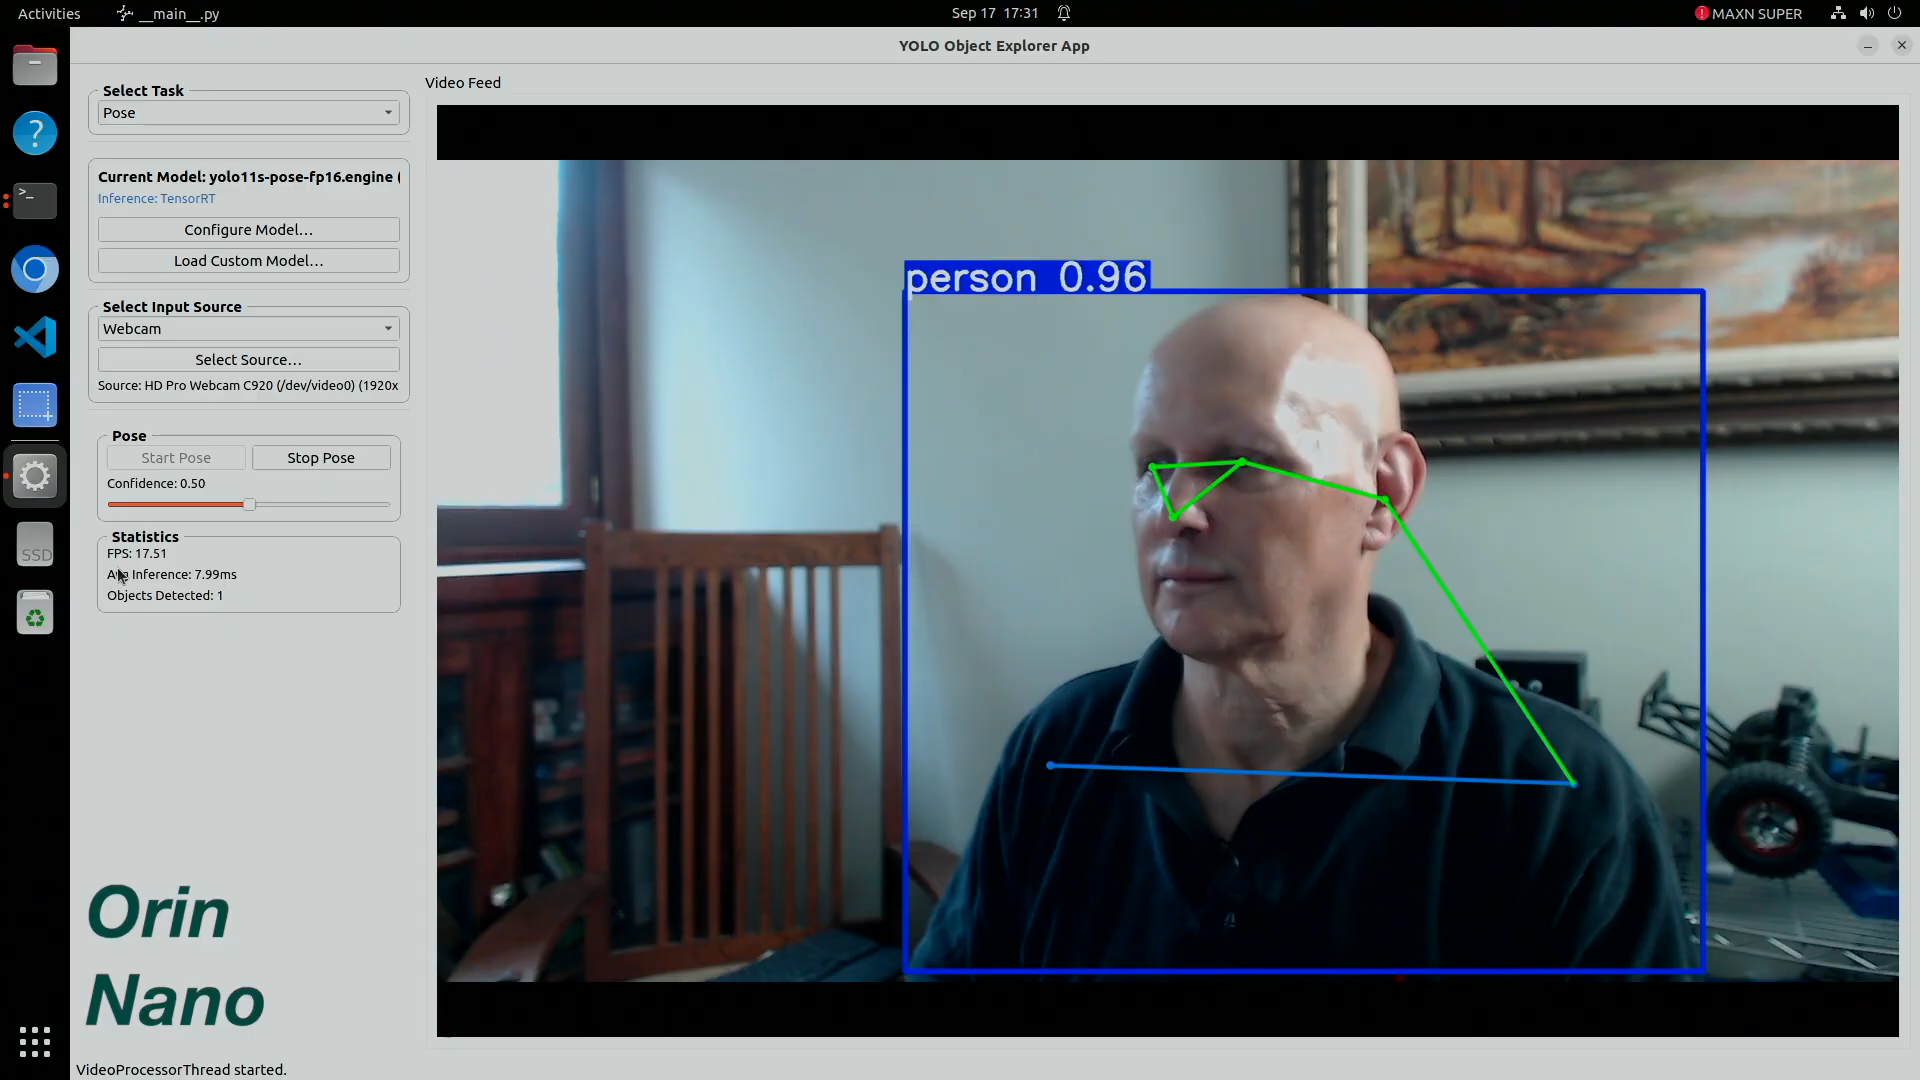 Activities
__main__.py
Sep 17 17:31
MAXN SUPER
YOLO Object Explorer App
Select Task
Pose
Current Model: yolo11s-pose-fp16.engine (
Inference: TensorRT
Configure Model...
Load Custom Model...
Select Input Source
Webcam
Select Source...
Source: HD Pro Webcam C920 (/dev/video0) (1920x
Pose
Start Pose
Stop Pose
Confidence: 0.50
Statistics
FPS: 17.51
Avg Inference: 7.99ms
Objects Detected: 1
SSD
Orin
Nano
VideoProcessorThread started.
Video Feed
person 0.96